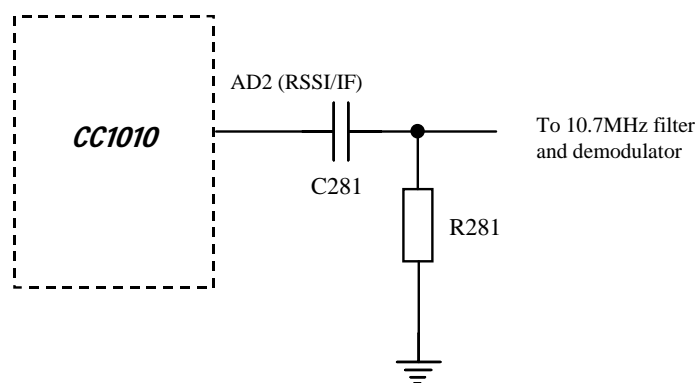 AD2 (RSSI/IF)
CC1010
To 10.7MHz filter
and demodulator
C281
R281